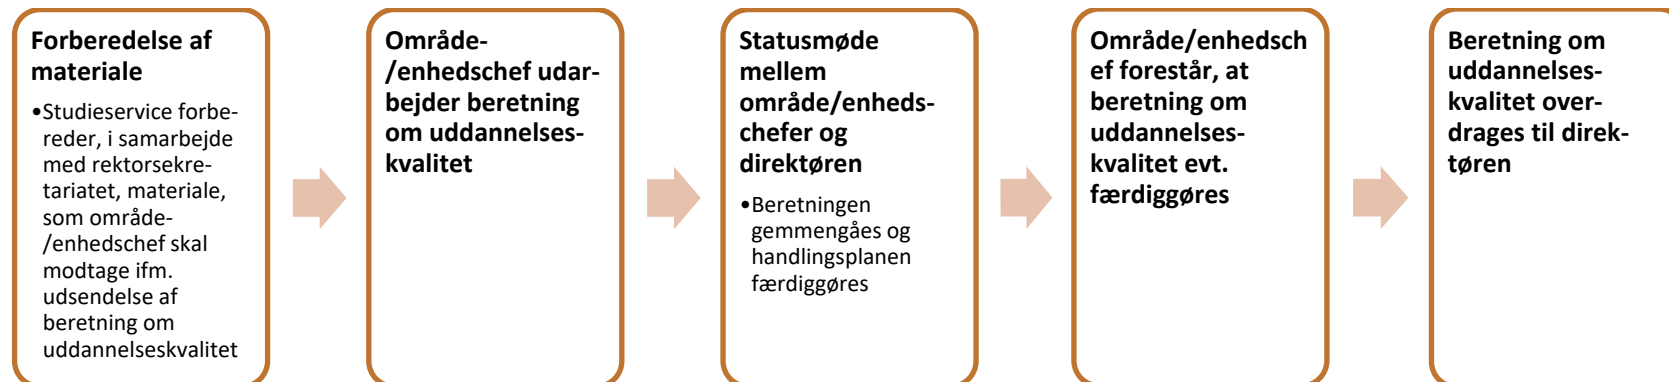 Forberedelse af
materiale
•Studieservice forbe-
reder, i samarbejde
med rektorsekre-
tariatet, materiale,
som område-
/enhedschef skal
modtage ifm.
udsendelse af
beretning om
uddannelseskvalitet
Område-
/enhedschef udar-
bejder beretning
om uddannelses-
kvalitet
Statusmøde
mellem
område/enheds-
chefer og
direktøren
•Beretningen
gemmengåes og
handlingsplanen
færdiggøres
Område/enhedsch
ef forestår, at
beretning om
uddannelses-
kvalitet evt.
færdiggøres
Beretning om
uddannelses-
kvalitet over-
drages til direk-
tøren